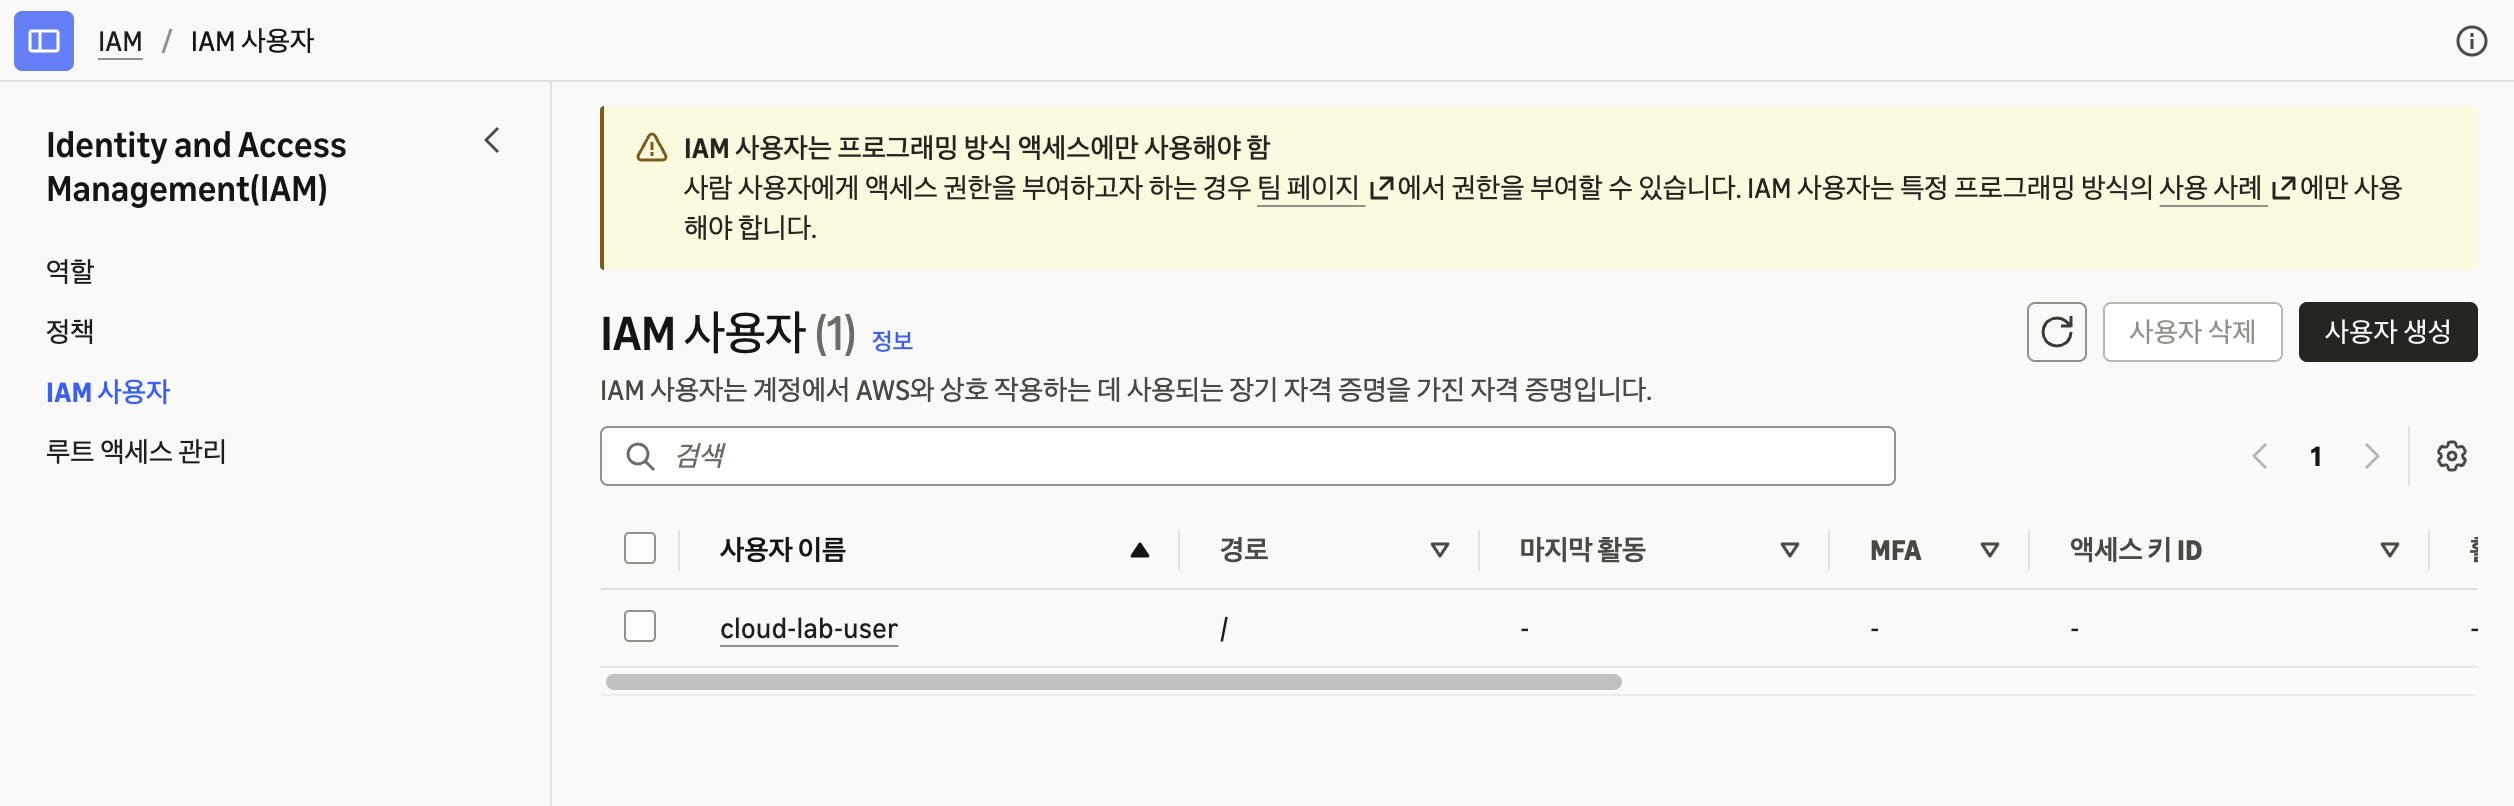 IAM / IAM 사용자
Identity and Access
Management(IAM)
역할
정책
IAM 사용자
루트 액세스 관리
IAM 사용자는 프로그래밍 방식 액세스에만 사용해야 함
사람 사용자에게 액세스 권한을 부여하고자 하는 경우 팀 페이지 에서 권한을 부여할 수 있습니다. IAM 사용자는 특정 프로그래밍 방식의 사용 사례 에만 사용
해야 합니다.
IAM 사용자 (1) 정보
사용자 삭제
사용자 생성
IAM 사용자는 계정에서 AWS와 상호 작용하는 데 사용되는 장기 자격 증명을 가진 자격 증명입니다.
검색
1
사용자 이름 경로 마지막 활동 MFA 액세스 키 ID
cloud-lab-user / - - - -